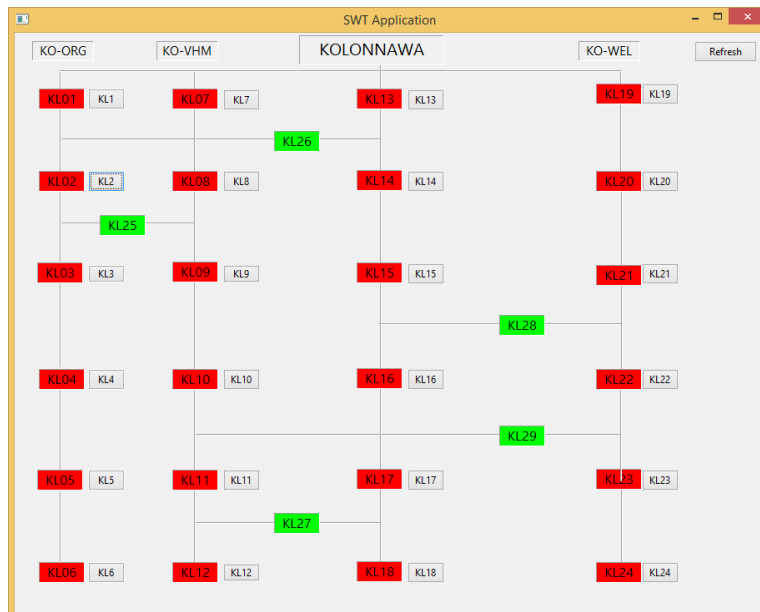 SWT Application
KO-ORG KO-VHM KOLONNAWA KO-WEL Refresh
KL01 KL1 KL07 KL7 KL13 KL13 KL19 KL19
KL26
KL02 KL2 KL08 KL8 KL14 KL14 KL20 KL20
KL25
KL03 KL3 KL09 KL9 KL15 KL15 KL21 KL21
KL28
KL04 KL4 KL10 KL10 KL16 KL16 KL22 KL22
KL29
KL05 KL5 KL11 KL11 KL17 KL17 KL23 KL23
KL27
KL06 KL6 KL12 KL12 KL18 KL18 KL24 KL24